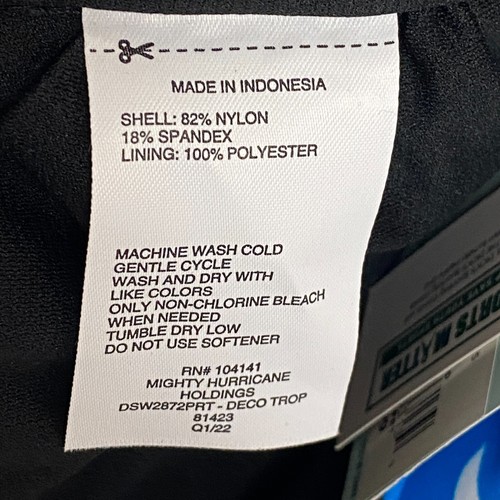 MADE IN INDONESIA
SHELL: 82% NYLON
18% SPANDEX
LINING: 100% POLYESTER
MACHINE WASH COLD
GENTLE CYCLE
WASH AND DRY WITH
LIKE COLORS
ONLY NON-CHLORINE BLEACH
WHEN NEEDED
TUMBLE DRY LOW
DO NOT USE SOFTENER
RN# 104141
MIGHTY HURRICANE
HOLDINGS
DSW2872PRT - DECO TROP
81423
Q1/22
MATTER